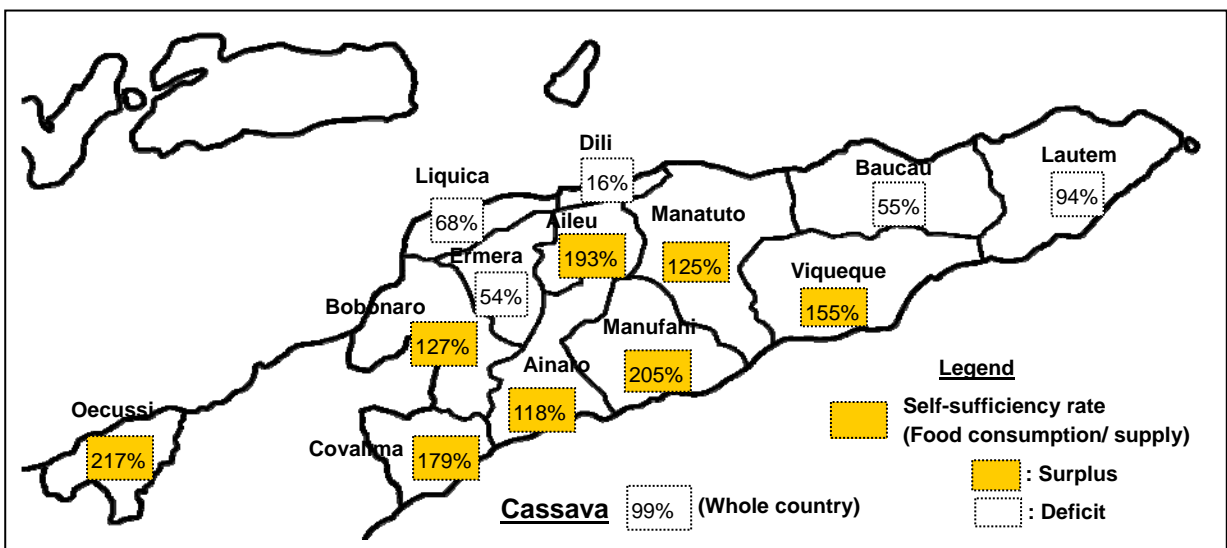 Dili
16%
Liquica
68%
Baucau
55%
Lautem
94%
Aileu
193%
Manatuto
125%
Ermera
54%
Viqueque
155%
Bobonaro
127%
Manufahi
205%
Ainaro
118%
Oecussi
217%
Covalima
179%
Legend
Self-sufficiency rate
(Food consumption/ supply)
: Surplus
: Deficit
Cassava 99% (Whole country)